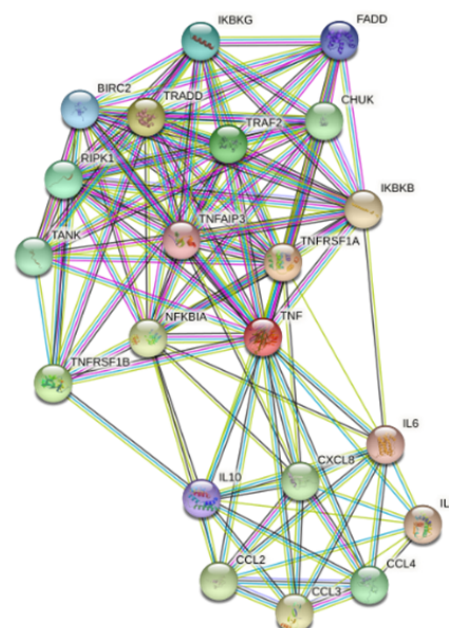 IKBKG
FADD
BIRC2
TRADD
CHUK
TRAF2
RIPK1
IKBKB
TNFAIP3
TANK
TNFRSF1A
NFKBIA
TNF
TNFRSF1B
IL6
CXCL8
IL10
IL
CCL2
CCL4
CCL3